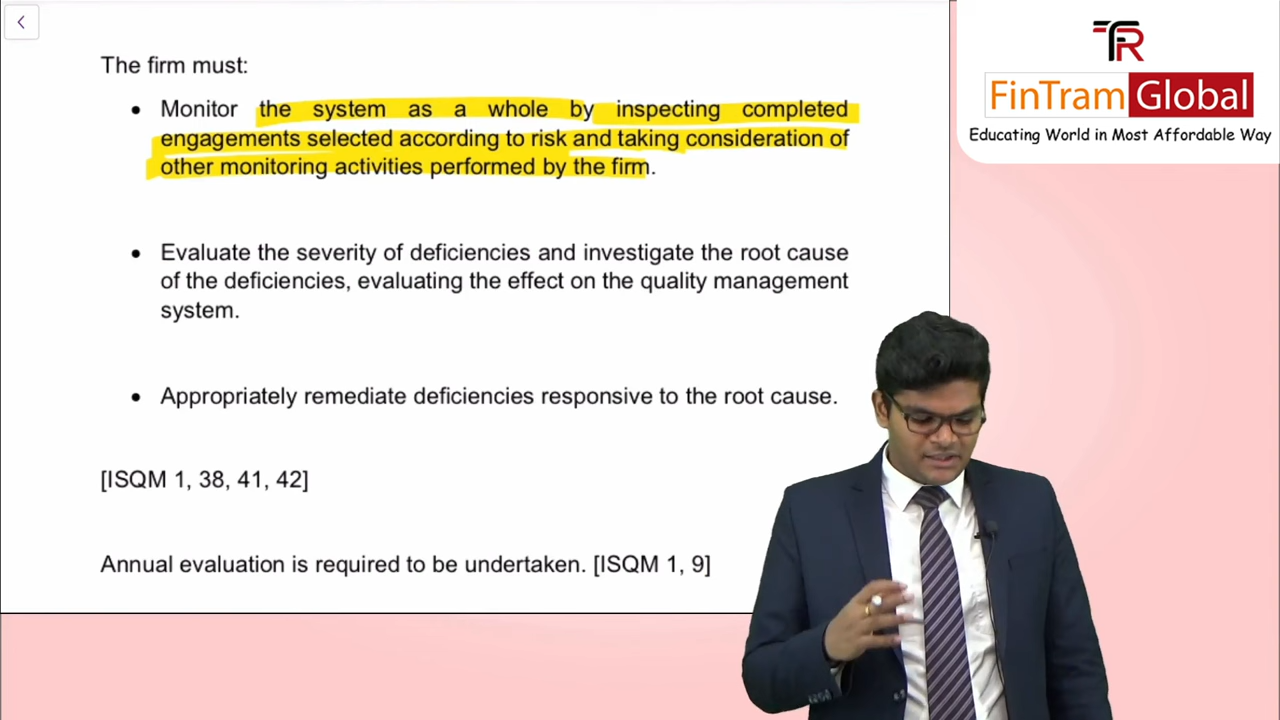 The firm must:
• Monitor the system as a whole by inspecting completed
engagements selected according to risk and taking consideration of
other monitoring activities performed by the firm.
• Evaluate the severity of deficiencies and investigate the root cause
of the deficiencies, evaluating the effect on the quality management
system.
• Appropriately remediate deficiencies responsive to the root cause.
[ISQM 1, 38, 41, 42]
Annual evaluation is required to be undertaken. [ISQM 1, 9]
TR
FinTram Global
Educating World in Most Affordable Way